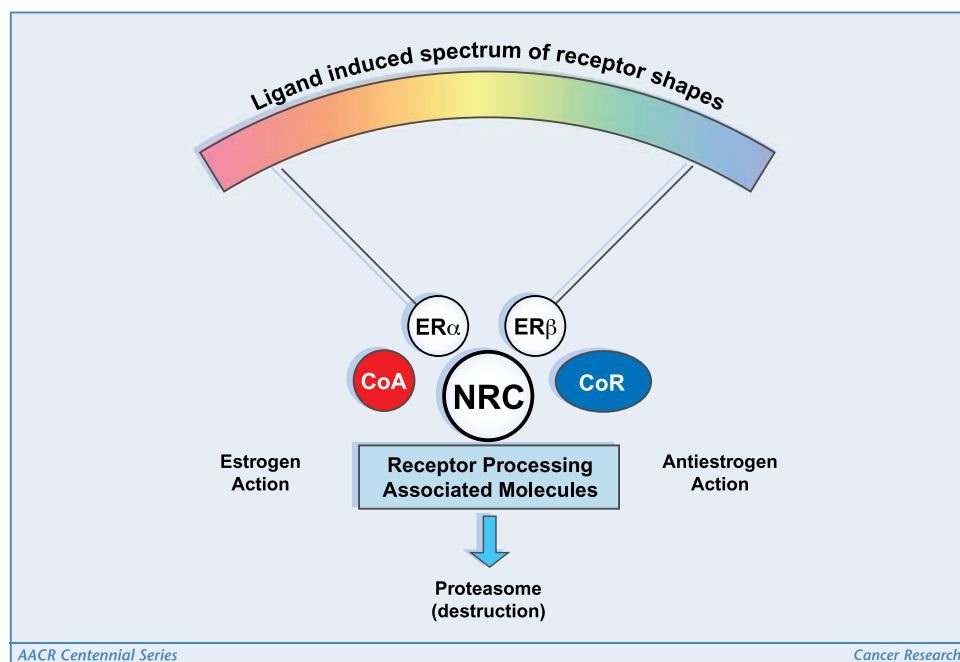 Ligand induced spectrum of receptor shapes
ERα
ERβ
CoA
NRC
CoR
Estrogen
Action
Receptor Processing
Associated Molecules
Antiestrogen
Action
Proteasome
(destruction)
AACR Centennial Series
Cancer Research